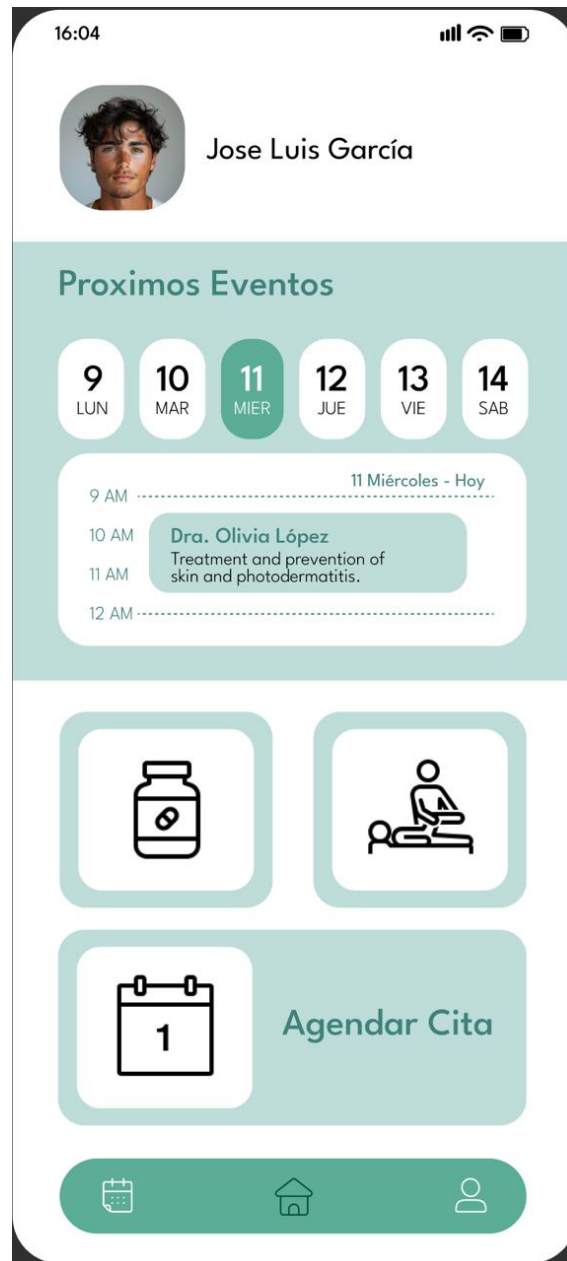 16:04
Jose Luis García
Proximos Eventos
9 10 11 12 13 14
LUN MAR MIER JUE VIE SAB
11 Miércoles - Hoy
9 AM
10 AM
Dra. Olivia López
Treatment and prevention of
11 AM
skin and photodermatitis.
12 AM
1
Agendar Cita